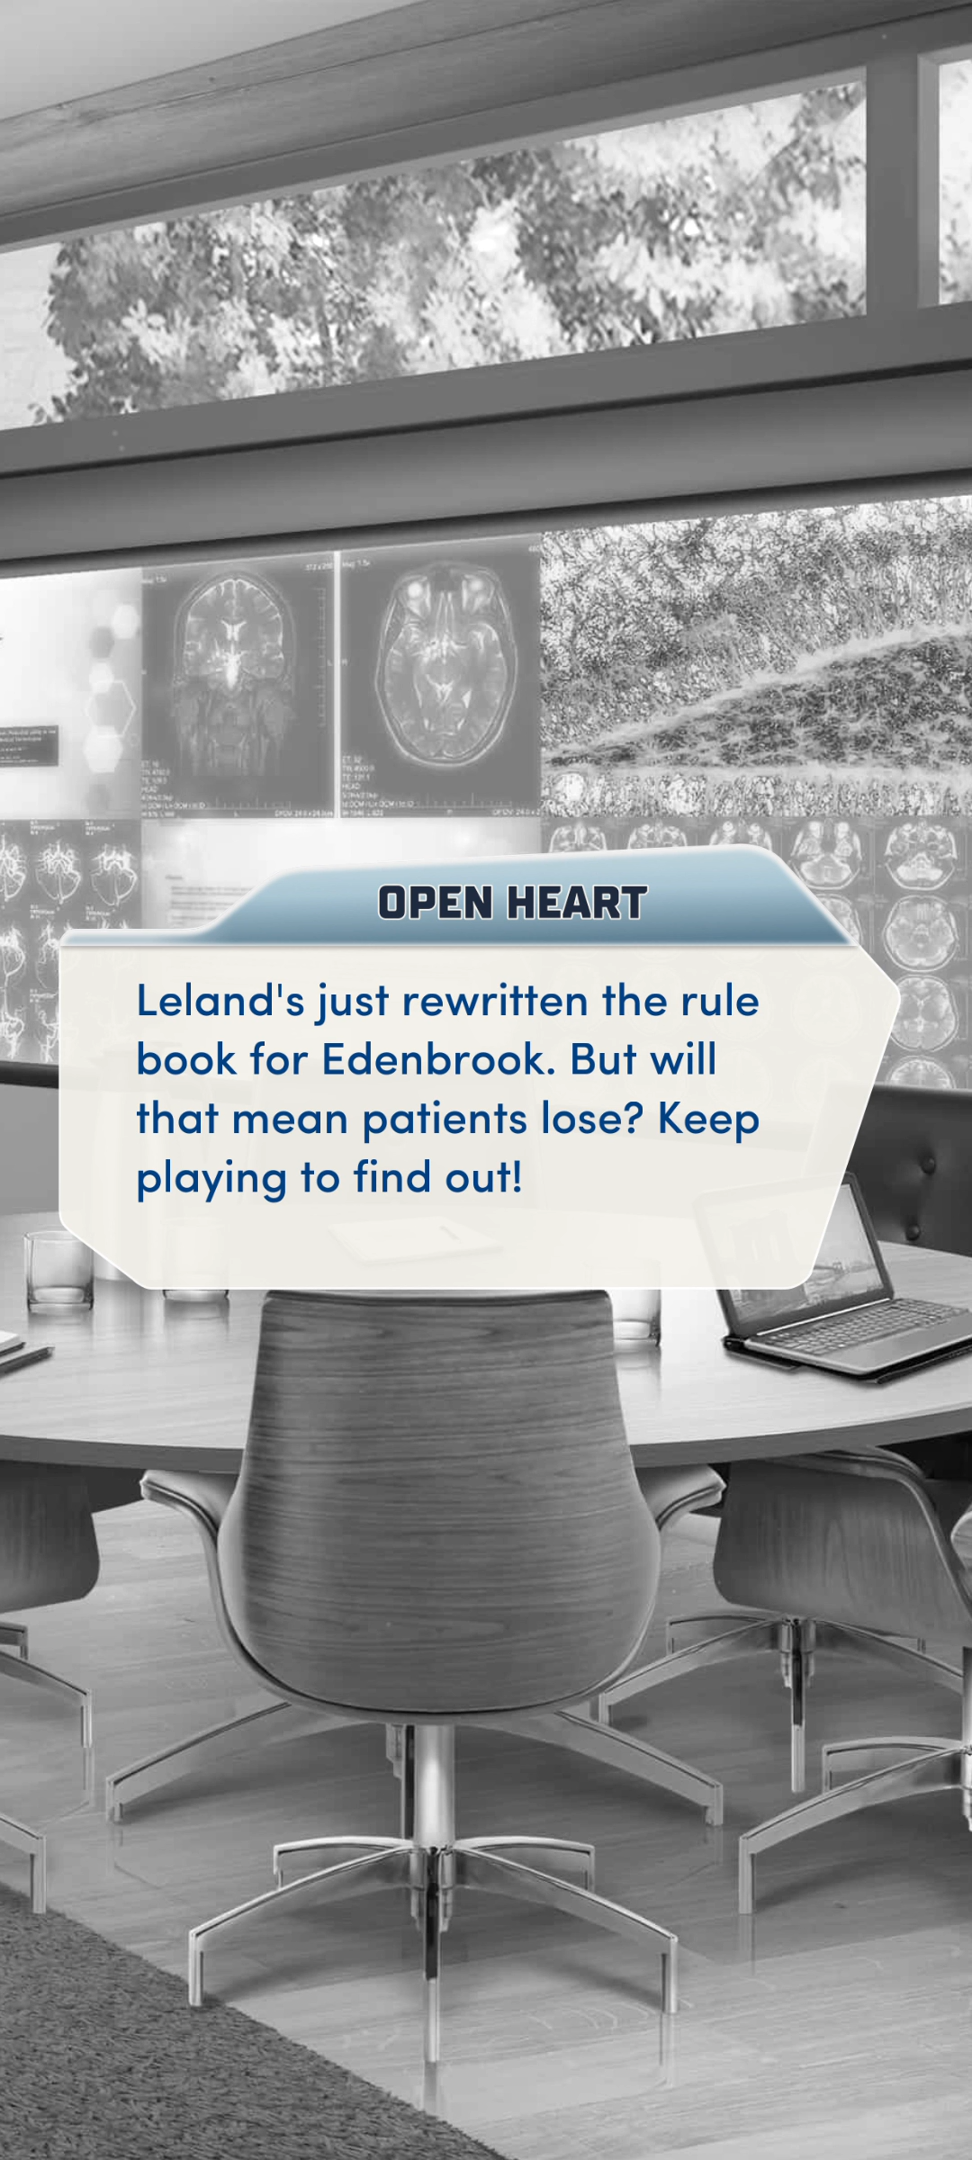 OPEN HEART
Leland's just rewritten the rule
book for Edenbrook. But will
that mean patients lose? Keep
playing to find out!